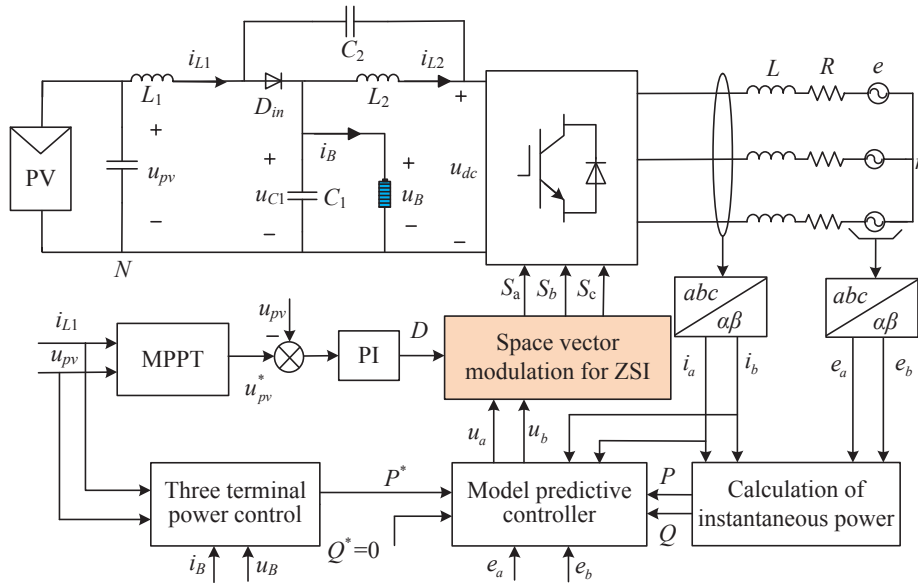 C2
iL1
iL2
L R e
L1
Din
L2
+
+
PV
upv
iB
+
+
udc
uC1
C1
uB
−
−
−
−
N
Sa Sb Sc
abc
αβ
abc
αβ
iL1
upv
MPPT
upv
−
u*pv
PI
D
Space vector
modulation for ZSI
ia ib
ea eb
ua ub
Three terminal
power control
P*
Q*=0
Model predictive
controller
P
Q
Calculation of
instantaneous power
iB uB
ea eb